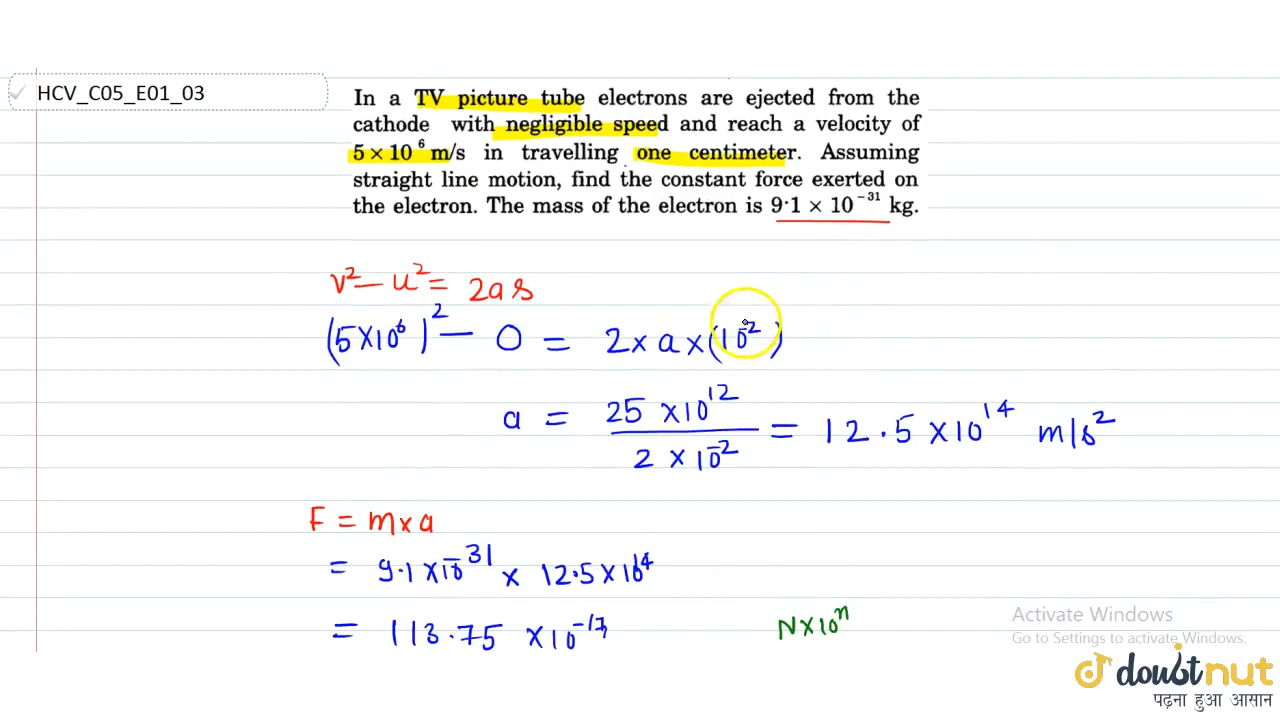 HCV_C05_E01_03
In a TV picture tube electrons are ejected from the
cathode with negligible speed and reach a velocity of
5 × 10⁶ m/s in travelling one centimeter. Assuming
straight line motion, find the constant force exerted on
the electron. The mass of the electron is 9·1 × 10⁻³¹ kg.
v² – u² = 2as
(5×10⁶)² – 0 = 2×a×(10⁻²)
a = 25 ×10¹² / 2 ×10⁻² = 12.5 ×10¹⁴ m/s²
F = m×a
= 9.1×10⁻³¹ × 12.5×10¹⁴
= 113.75 ×10⁻¹⁷
N×10ⁿ
Activate Windows
Go to Settings to activate Windows.
doubtnut
पढ़ना हुआ आसान